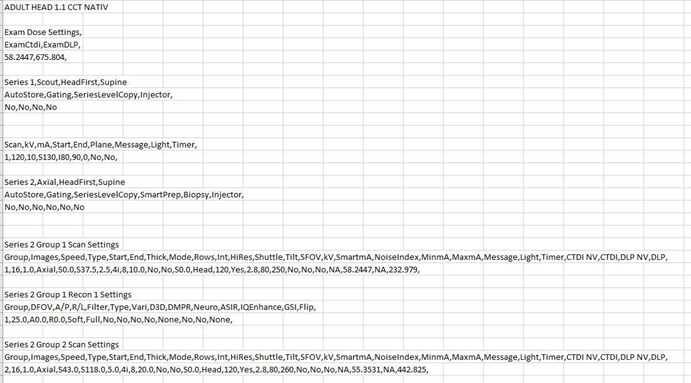 ADULT HEAD 1.1 CCT NATIV
Exam Dose Settings,
ExamCtdi,ExamDLP,
58.2447,675.804,
Series 1,Scout,HeadFirst,Supine
AutoStore,Gating,SeriesLevelCopy,Injector,
No,No,No,No
Scan,kV,mA,Start,End,Plane,Message,Light,Timer,
1,120,10,S130,I80,90,0,No,No,
Series 2,Axial,HeadFirst,Supine
AutoStore,Gating,SeriesLevelCopy,SmartPrep,Biopsy,Injector,
No,No,No,No,No,No
Series 2 Group 1 Scan Settings
Group,Images,Speed,Type,Start,End,Thick,Mode,Rows,Int,HiRes,Shuttle,Tilt,SFOV,kV,SmartmA,NoiseIndex,MinmA,MaxmA,Message,Light,Timer,CTDI NV,CTDI,DLP NV,DLP,
1,16,1.0,Axial,S0.0,S37.5,2.5,4i,8,10.0,No,No,S0.0,Head,120,Yes,2.8,80,250,No,No,No,NA,58.2447,NA,232.979,
Series 2 Group 1 Recon 1 Settings
Group,DFOV,A/P,R/L,Filter,Type,Vari,D3D,DMPR,Neuro,ASIR,IQEnhance,GSI,Flip,
1,25.0,A0.0,R0.0,Soft,Full,No,No,No,No,None,No,No,None,
Series 2 Group 2 Scan Settings
Group,Images,Speed,Type,Start,End,Thick,Mode,Rows,Int,HiRes,Shuttle,Tilt,SFOV,kV,SmartmA,NoiseIndex,MinmA,MaxmA,Message,Light,Timer,CTDI NV,CTDI,DLP NV,DLP,
2,16,1.0,Axial,S43.0,S118.0,5.0,4i,8,20.0,No,No,S0.0,Head,120,Yes,2.8,80,260,No,No,No,NA,55.3531,NA,442.825,